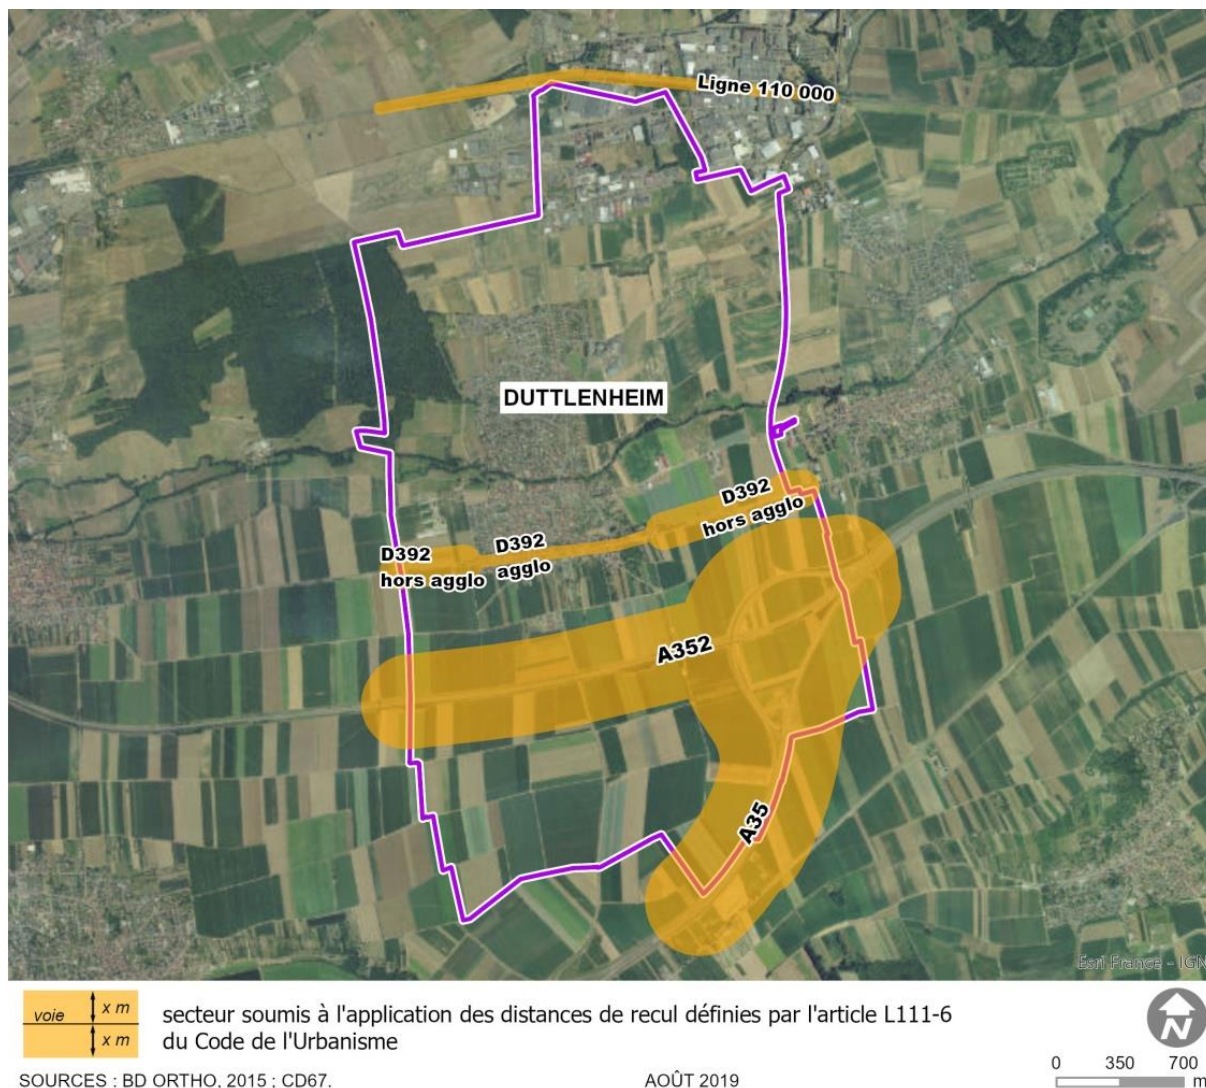 Ligne 110 000
DUTTLENHEIM
D392
hors agglo
D392
agglo
D392
hors agglo
A352
A35
Esri France - IGN
voie
x m
x m
secteur soumis à l'application des distances de recul définies par l'article L111-6
du Code de l'Urbanisme
N
0 350 700
m
SOURCES : BD ORTHO, 2015 ; CD67.
AOÛT 2019